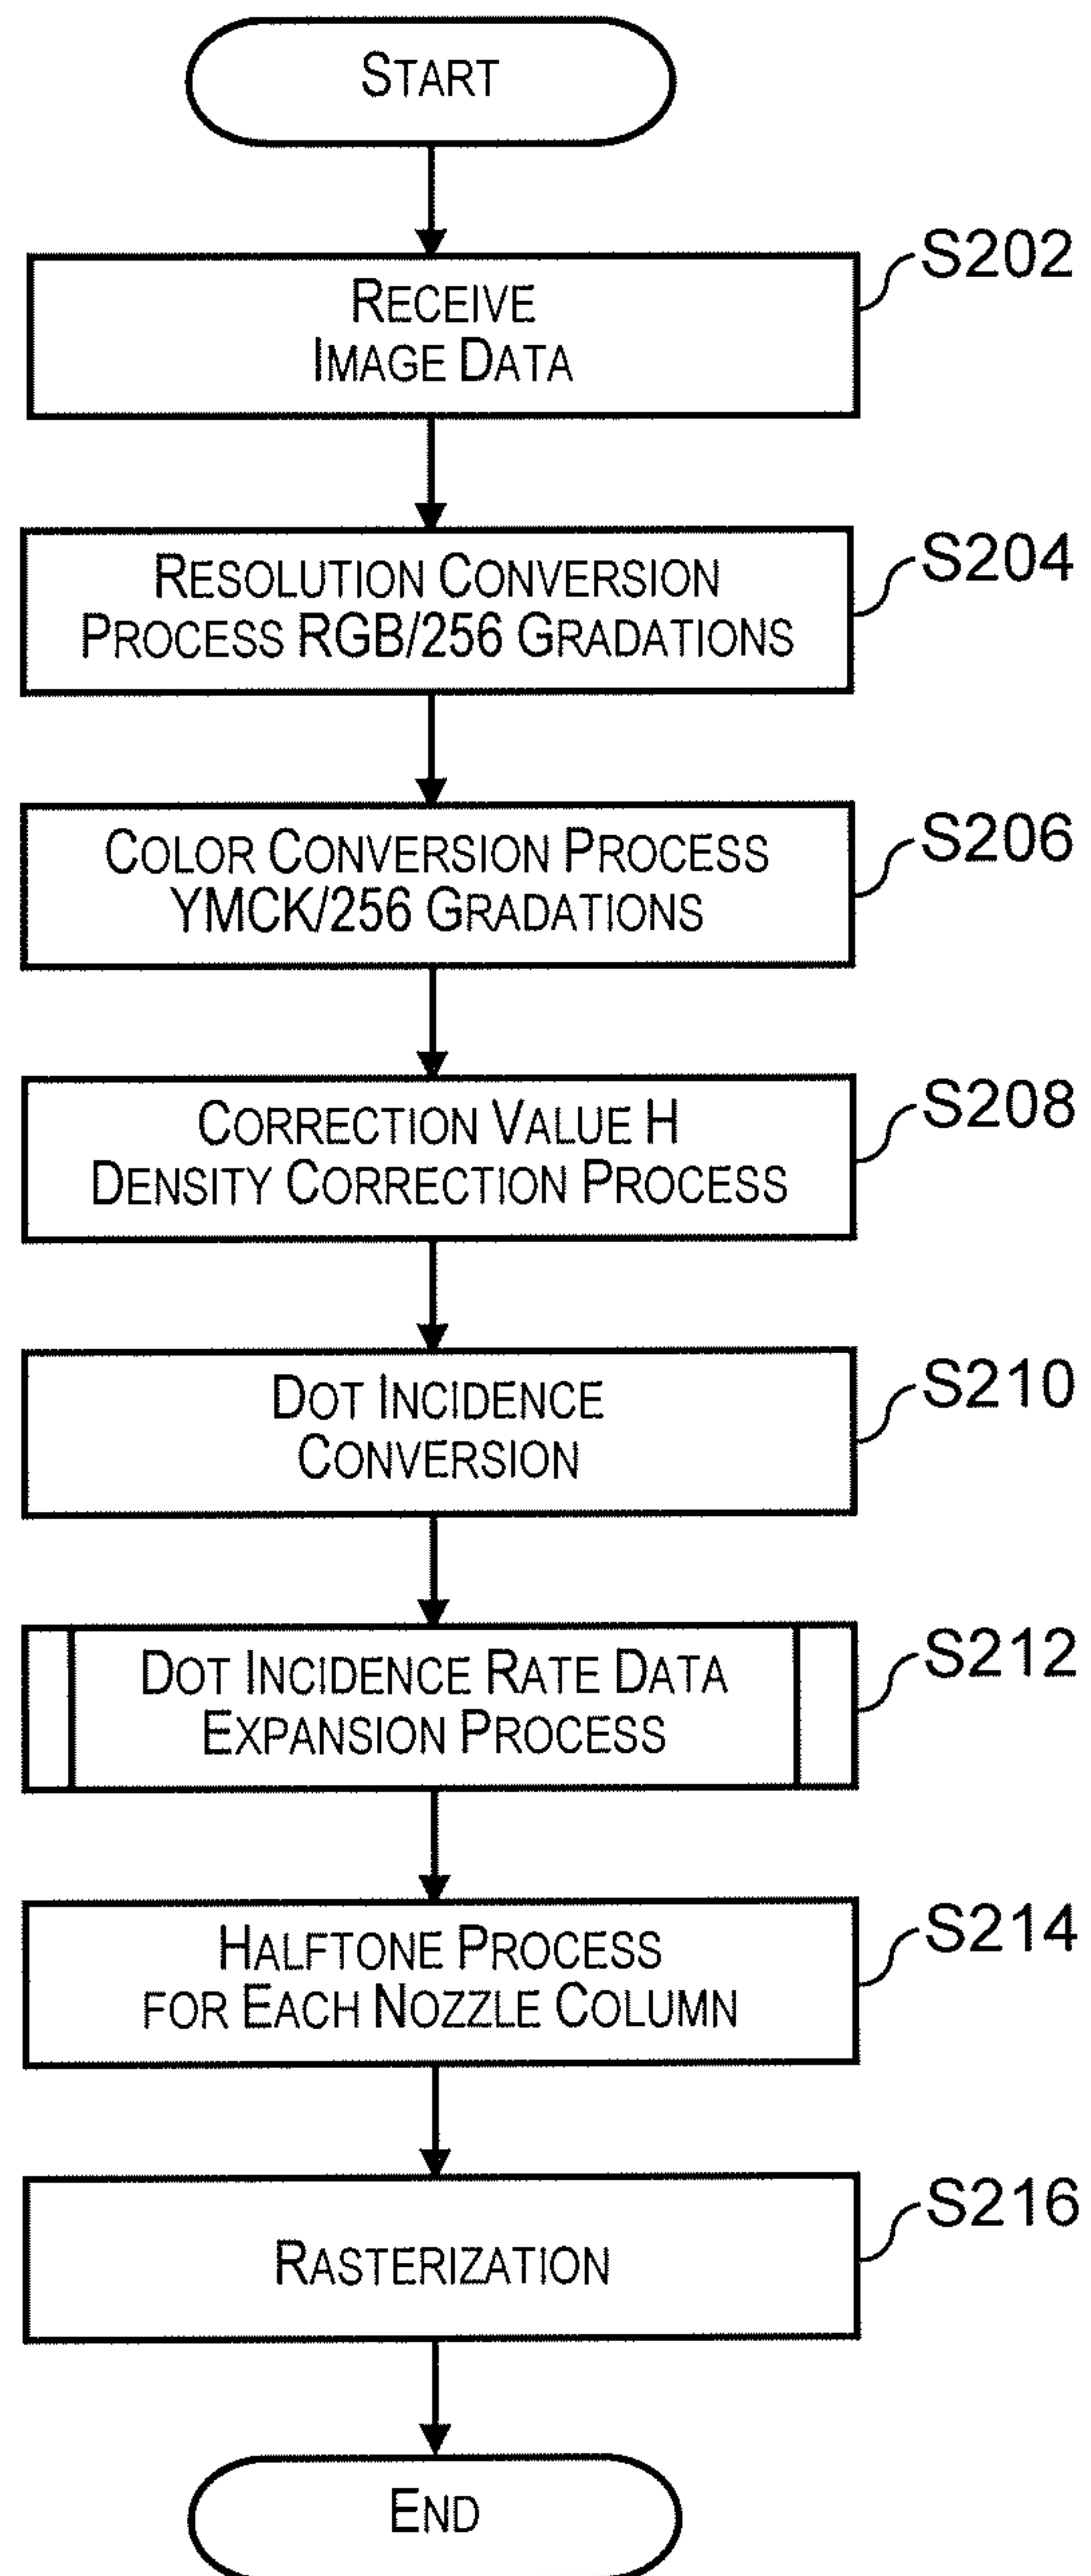 START
S202
RECEIVE
IMAGE DATA
S204
RESOLUTION CONVERSION
PROCESS RGB/256 GRADATIONS
S206
COLOR CONVERSION PROCESS
YMCK/256 GRADATIONS
S208
CORRECTION VALUE H
DENSITY CORRECTION PROCESS
S210
DOT INCIDENCE
CONVERSION
S212
DOT INCIDENCE RATE DATA
EXPANSION PROCESS
S214
HALFTONE PROCESS
FOR EACH NOZZLE COLUMN
S216
RASTERIZATION
END